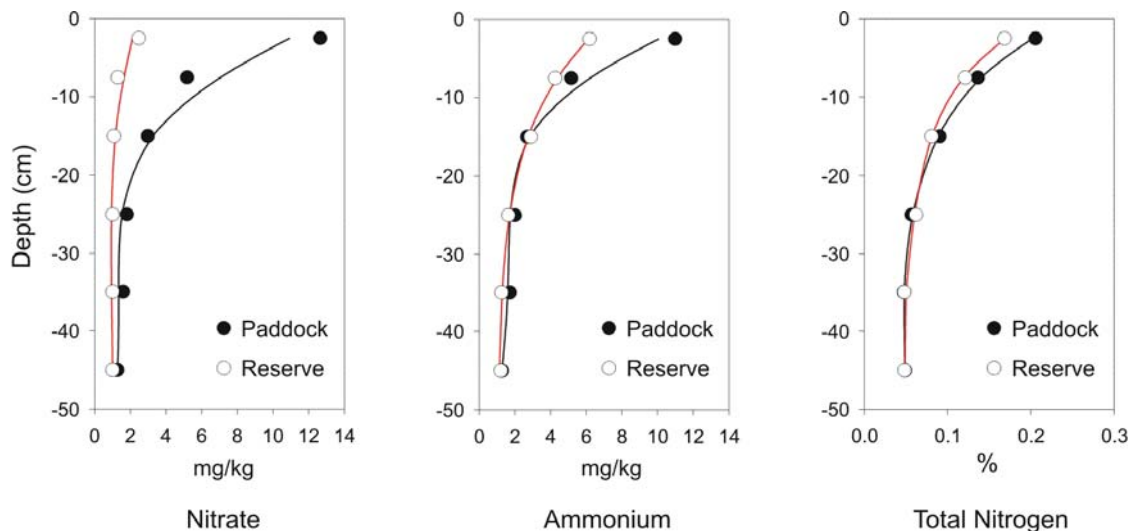 Depth (cm)
0
-10
-20
-30
-40
-50
0 2 4 6 8 10 12 14
mg/kg
Nitrate
Paddock
Reserve
0
-10
-20
-30
-40
-50
0 2 4 6 8 10 12 14
mg/kg
Ammonium
Paddock
Reserve
0
-10
-20
-30
-40
-50
0.0 0.1 0.2 0.3
%
Total Nitrogen
Paddock
Reserve